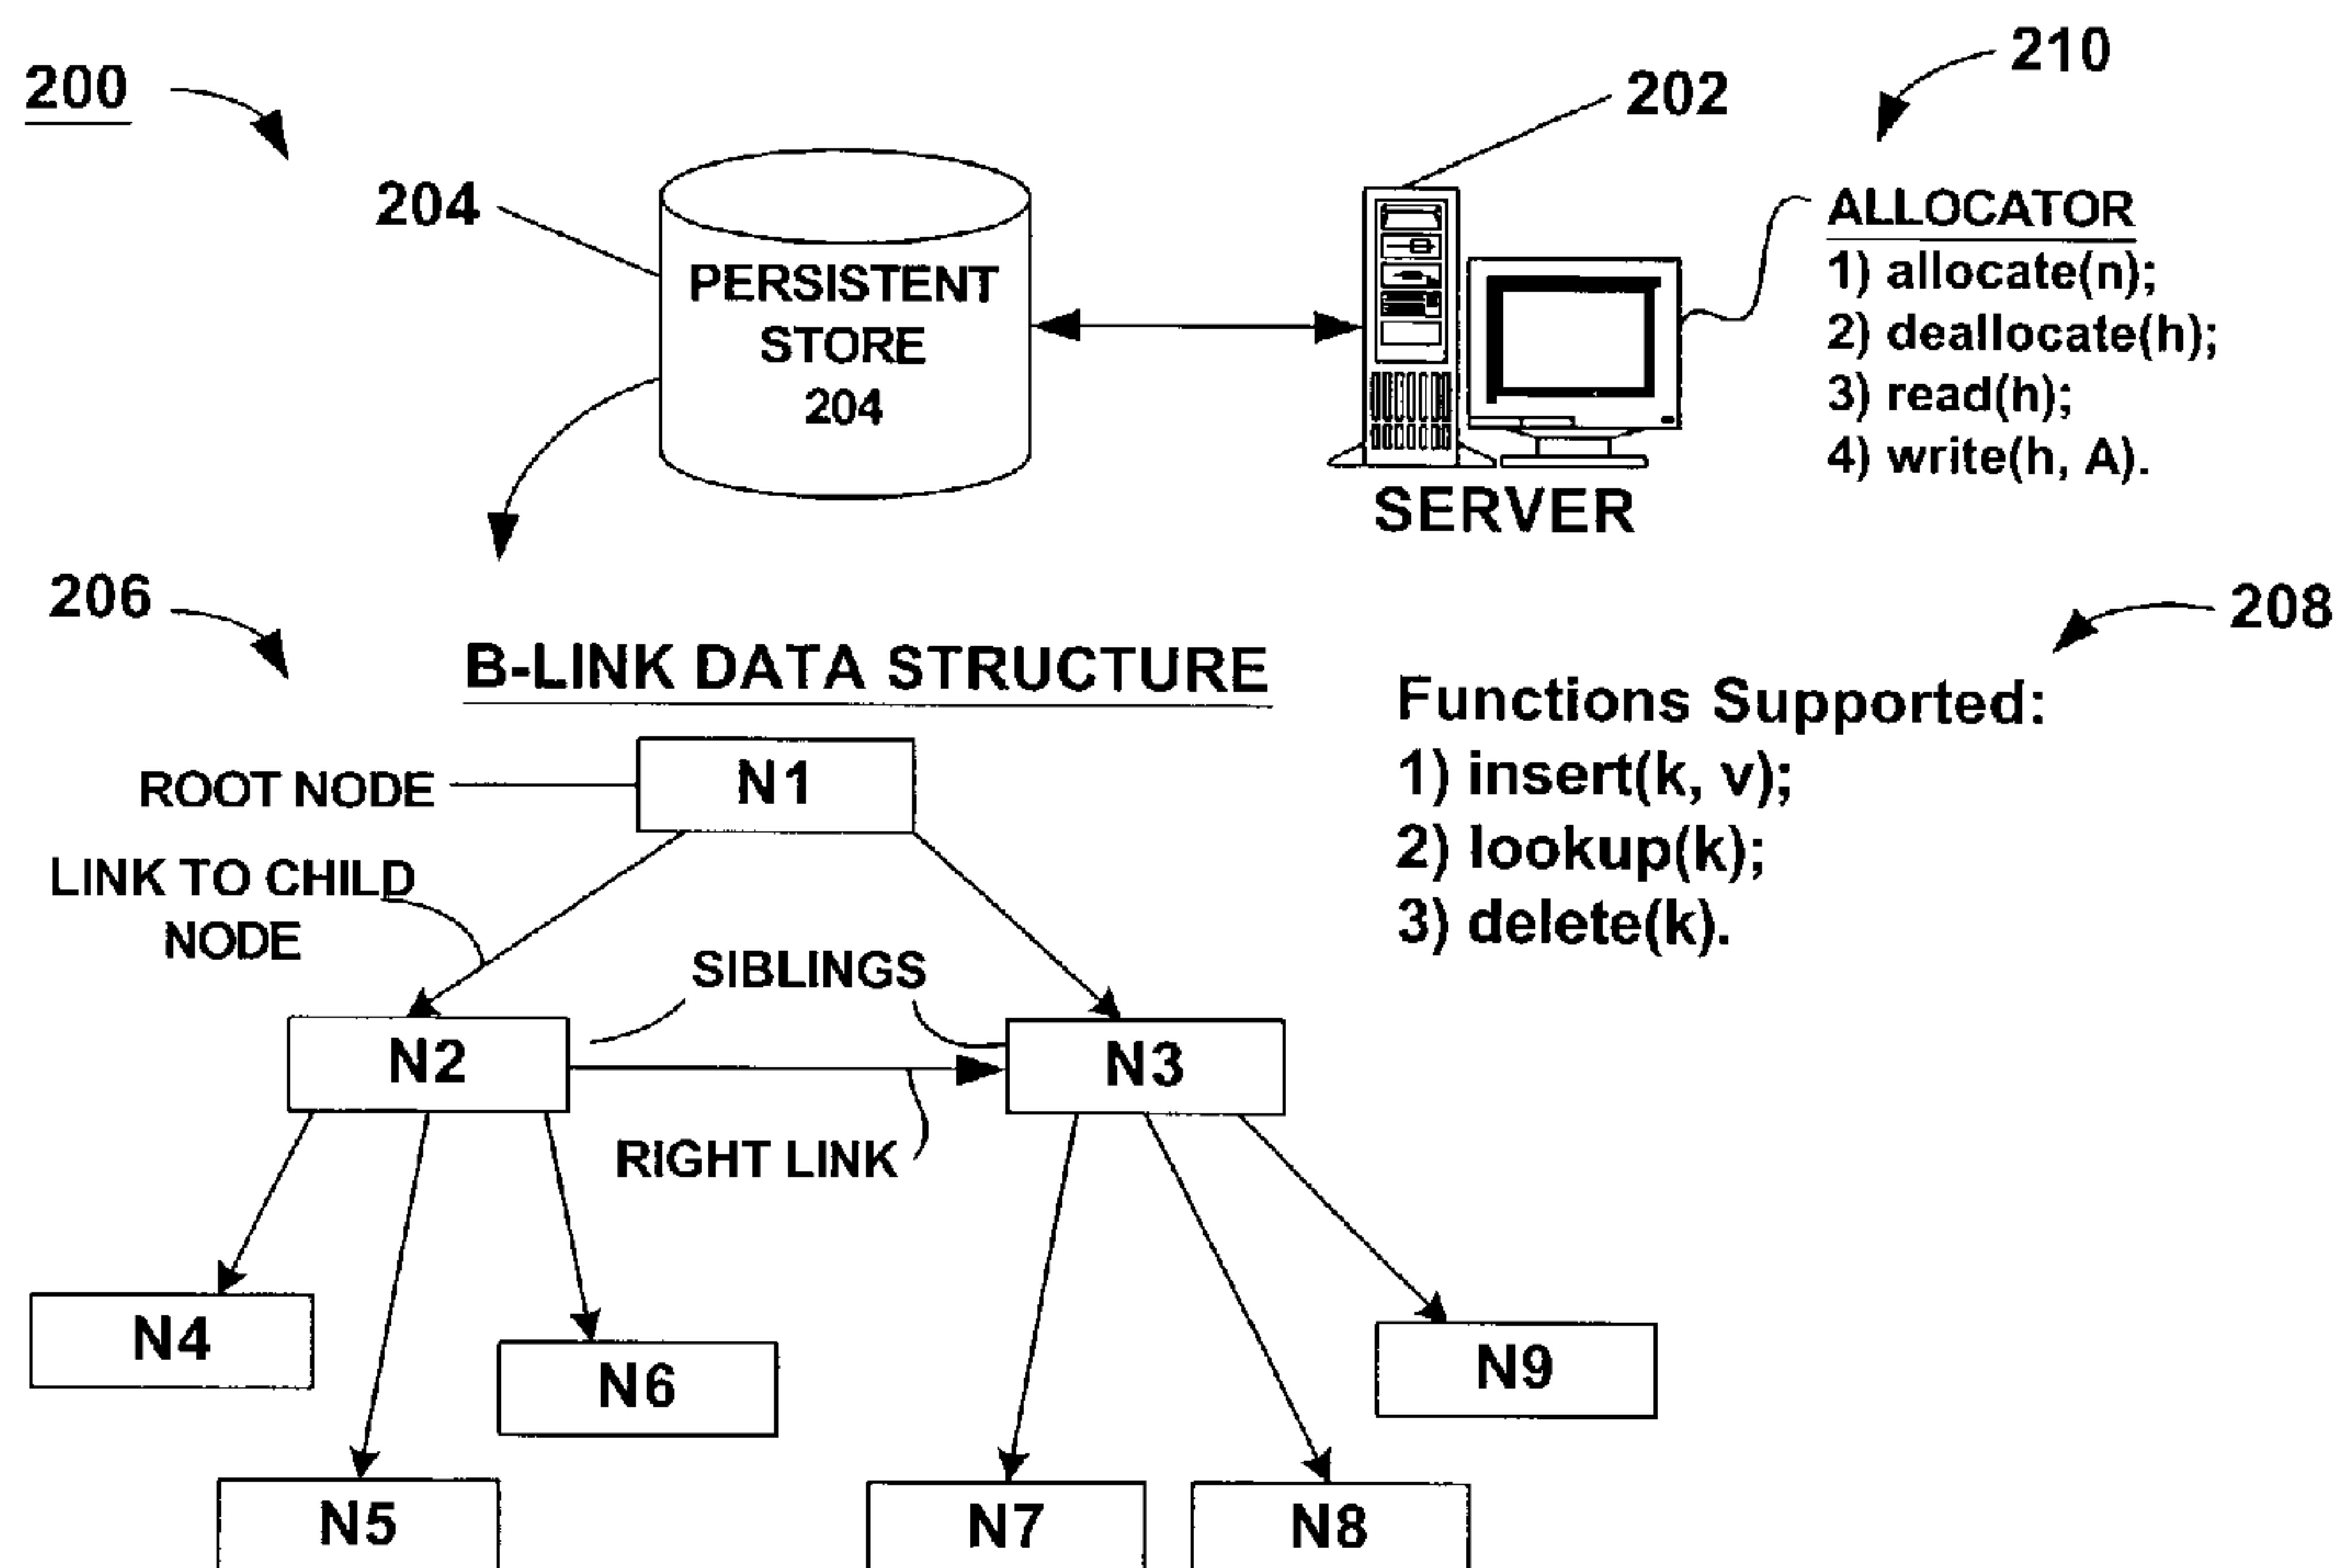 200
210
202
204
ALLOCATOR
1) allocate(n);
2) deallocate(h);
3) read(h);
4) write(h, A).
PERSISTENT
STORE
204
SERVER
206
208
B-LINK DATA STRUCTURE
Functions Supported:
1) insert(k, v);
2) lookup(k);
3) delete(k).
ROOT NODE
N1
LINK TO CHILD
NODE
SIBLINGS
N2
N3
RIGHT LINK
N4
N6
N9
N5
N7
N8